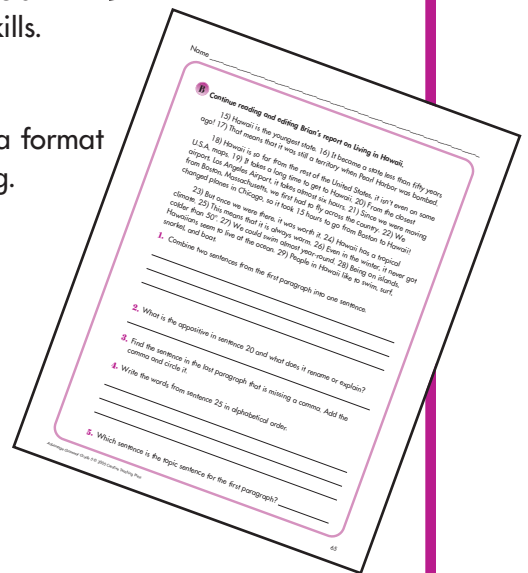 kills.
a format
g.
Name
B Continue reading and editing Brian's report on Living in Hawaii.
15) Hawaii is the youngest state. 16) It became a state less than fifty years
ago! 17) That means that it was still a territory when Pearl Harbor was bombed.
18) Hawaii is so far from the rest of the United States, it isn't even on some
U.S.A. maps. 19) It takes a long time to get to Hawaii. 20) From the closest
airport, Los Angeles Airport, it takes almost six hours. 21) Since we were moving
from Boston, Massachusetts, we first had to fly across the country. 22) We
changed planes in Chicago, so it took 15 hours to go from Boston to Hawaii!
23) But once we were there, it was worth it. 24) Hawaii has a tropical
climate. 25) This means that it is always warm. 26) Even in the winter, it never got
colder than 50°. 27) We could swim almost year-round. 28) Being on islands,
Hawaiians seem to live at the ocean. 29) People in Hawaii like to swim, surf,
snorkel, and boat.
1. Combine two sentences from the first paragraph into one sentence.
2. What is the appositive in sentence 20 and what does it rename or explain?
3. Find the sentence in the last paragraph that is missing a comma. Add the
comma and circle it.
4. Write the words from sentence 25 in alphabetical order.
5. Which sentence is the topic sentence for the first paragraph?
65